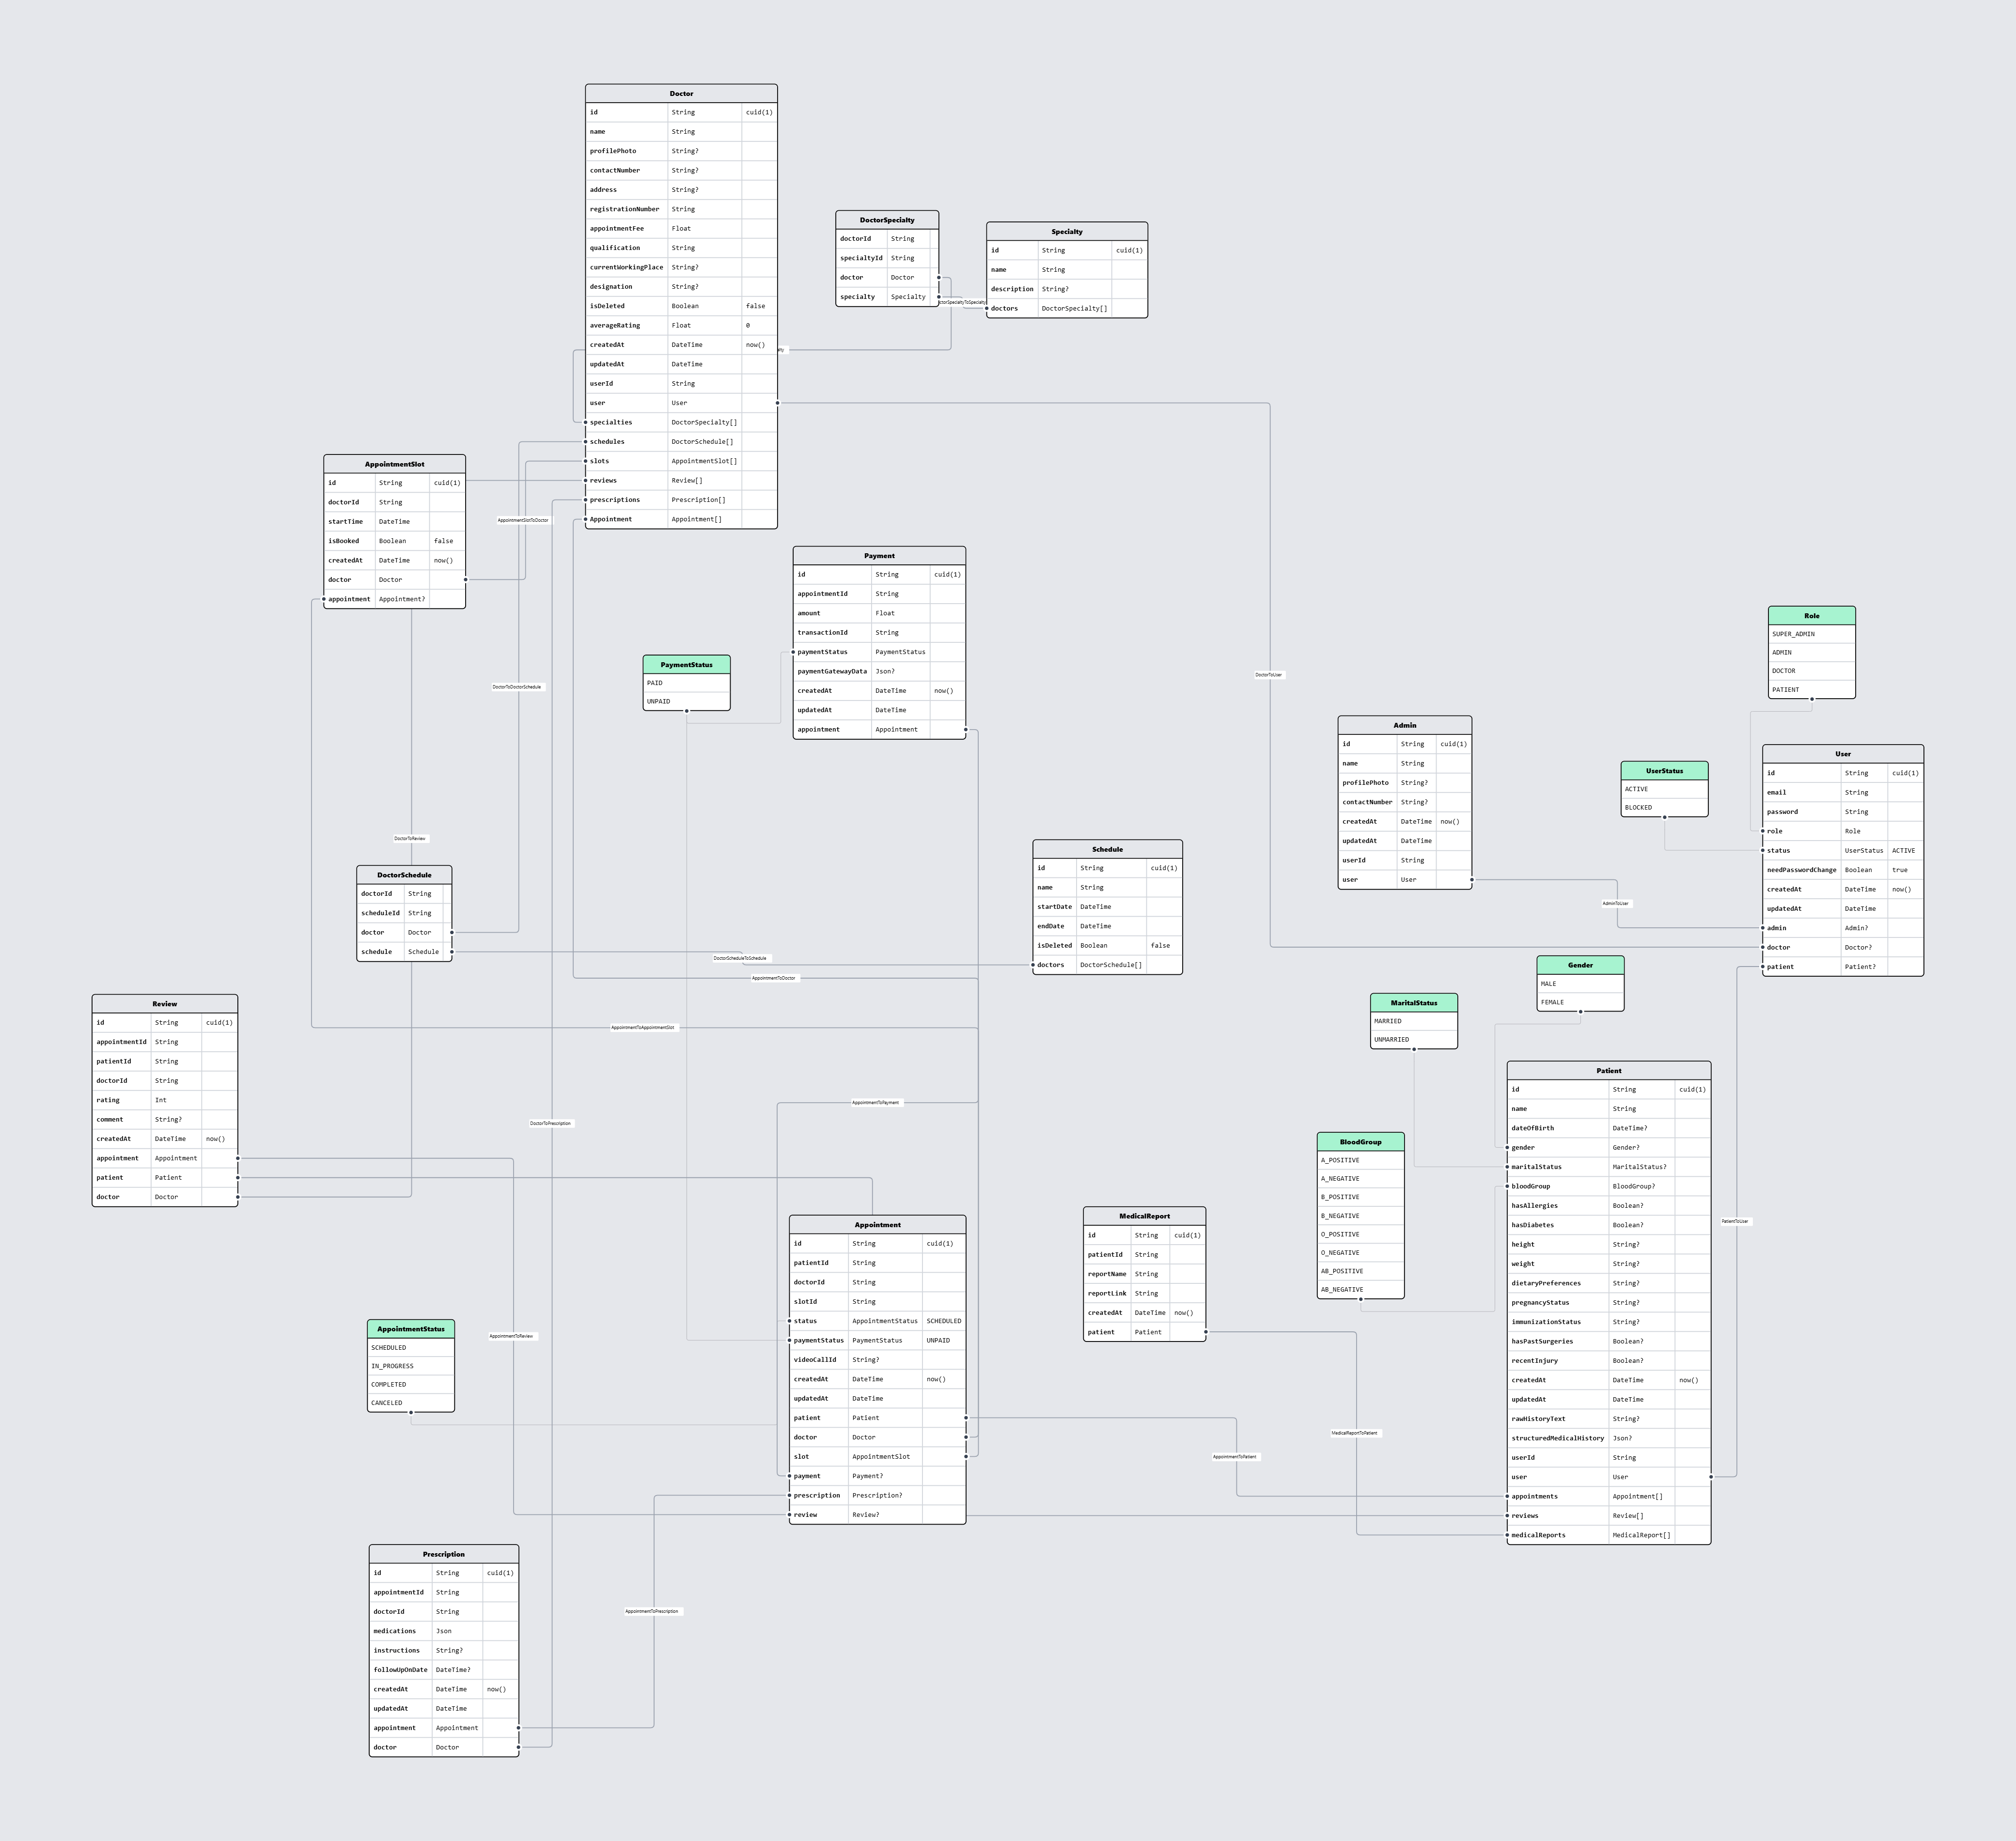 Doctor
id String cuid(1)
name String
profilePhoto String?
contactNumber String?
address String?
registrationNumber String
appointmentFee Float
qualification String
currentWorkingPlace String?
designation String?
isDeleted Boolean false
averageRating Float 0
createdAt DateTime now()
updatedAt DateTime
userId String
user User
specialties DoctorSpecialty[]
schedules DoctorSchedule[]
slots AppointmentSlot[]
reviews Review[]
prescriptions Prescription[]
Appointment Appointment[]
DoctorSpecialty
doctorId String
specialtyId String
doctor Doctor
specialty Specialty
Specialty
id String cuid(1)
name String
description String?
doctors DoctorSpecialty[]
AppointmentSlot
id String cuid(1)
doctorId String
startTime DateTime
isBooked Boolean false
createdAt DateTime now()
doctor Doctor
appointment Appointment?
AppointmentSlotToDoctor
DoctorToDoctorSchedule
Payment
id String cuid(1)
appointmentId String
amount Float
transactionId String
paymentStatus PaymentStatus
paymentGatewayData Json?
createdAt DateTime now()
updatedAt DateTime
appointment Appointment
PaymentStatus
PAID
UNPAID
DoctorToUser
Role
SUPER_ADMIN
ADMIN
DOCTOR
PATIENT
Admin
id String cuid(1)
name String
profilePhoto String?
contactNumber String?
createdAt DateTime now()
updatedAt DateTime
userId String
user User
UserStatus
ACTIVE
BLOCKED
User
id String cuid(1)
email String
password String
role Role
status UserStatus ACTIVE
needPasswordChange Boolean true
createdAt DateTime now()
updatedAt DateTime
admin Admin?
doctor Doctor?
patient Patient?
AdminToUser
DoctorToReview
DoctorSchedule
doctorId String
scheduleId String
doctor Doctor
schedule Schedule
Schedule
id String cuid(1)
name String
startDate DateTime
endDate DateTime
isDeleted Boolean false
doctors DoctorSchedule[]
DoctorScheduleToSchedule
AppointmentToDoctor
AppointmentToAppointmentSlot
Gender
MALE
FEMALE
MaritalStatus
MARRIED
UNMARRIED
Review
id String cuid(1)
appointmentId String
patientId String
doctorId String
rating Int
comment String?
createdAt DateTime now()
appointment Appointment
patient Patient
doctor Doctor
AppointmentToPayment
DoctorToPrescription
BloodGroup
A_POSITIVE
A_NEGATIVE
B_POSITIVE
B_NEGATIVE
O_POSITIVE
O_NEGATIVE
AB_POSITIVE
AB_NEGATIVE
Patient
id String cuid(1)
name String
dateOfBirth DateTime?
gender Gender?
maritalStatus MaritalStatus?
bloodGroup BloodGroup?
hasAllergies Boolean?
hasDiabetes Boolean?
height String?
weight String?
dietaryPreferences String?
pregnancyStatus String?
immunizationStatus String?
hasPastSurgeries Boolean?
recentInjury Boolean?
createdAt DateTime now()
updatedAt DateTime
rawHistoryText String?
structuredMedicalHistory Json?
userId String
user User
appointments Appointment[]
reviews Review[]
medicalReports MedicalReport[]
PatientToUser
Appointment
id String cuid(1)
patientId String
doctorId String
slotId String
status AppointmentStatus SCHEDULED
paymentStatus PaymentStatus UNPAID
videoCallId String?
createdAt DateTime now()
updatedAt DateTime
patient Patient
doctor Doctor
slot AppointmentSlot
payment Payment?
prescription Prescription?
review Review?
MedicalReport
id String cuid(1)
patientId String
reportName String
reportLink String
createdAt DateTime now()
patient Patient
AppointmentStatus
SCHEDULED
IN_PROGRESS
COMPLETED
CANCELED
AppointmentToReview
MedicalReportToPatient
AppointmentToPatient
Prescription
id String cuid(1)
appointmentId String
doctorId String
medications Json
instructions String?
followUpOnDate DateTime?
createdAt DateTime now()
updatedAt DateTime
appointment Appointment
doctor Doctor
AppointmentToPrescription